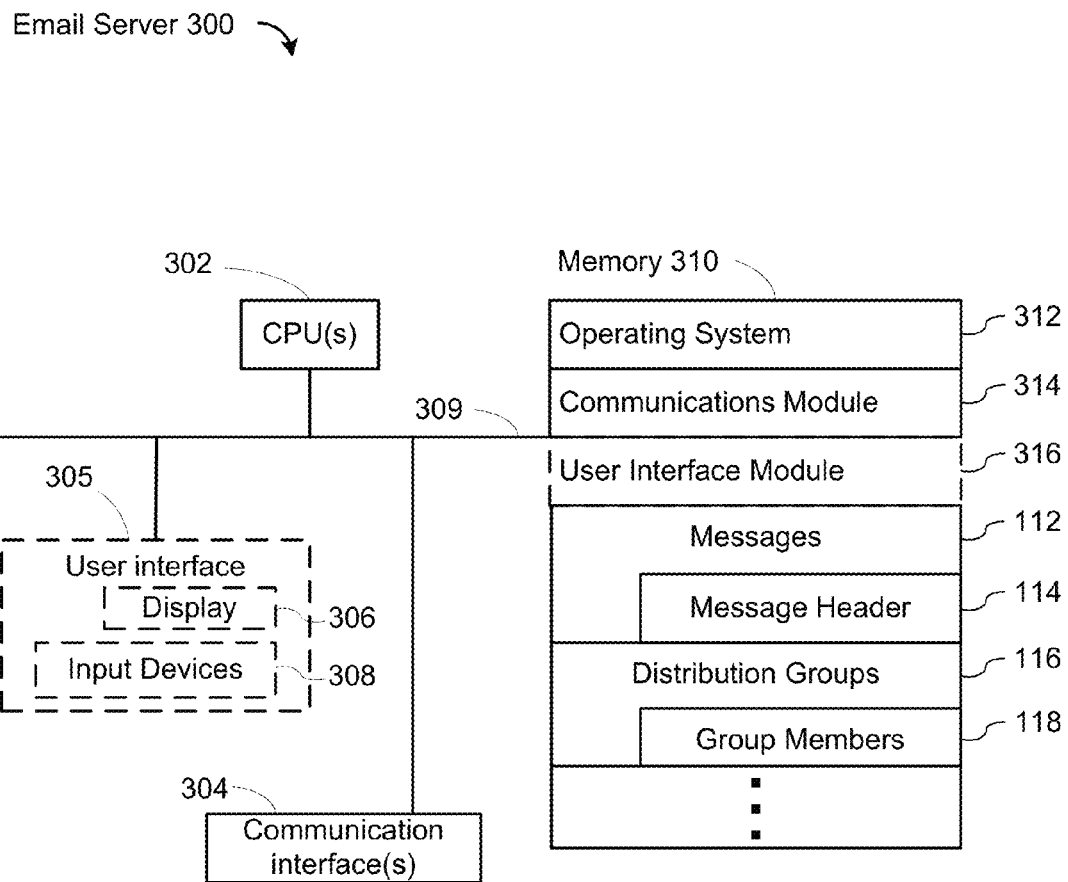 Email Server 300
302
Memory 310
CPU(s)
Operating System
312
Communications Module
314
309
User Interface Module
316
305
Messages
112
User interface
Display
306
Message Header
114
Input Devices
308
Distribution Groups
116
Group Members
118
304
Communication
interface(s)